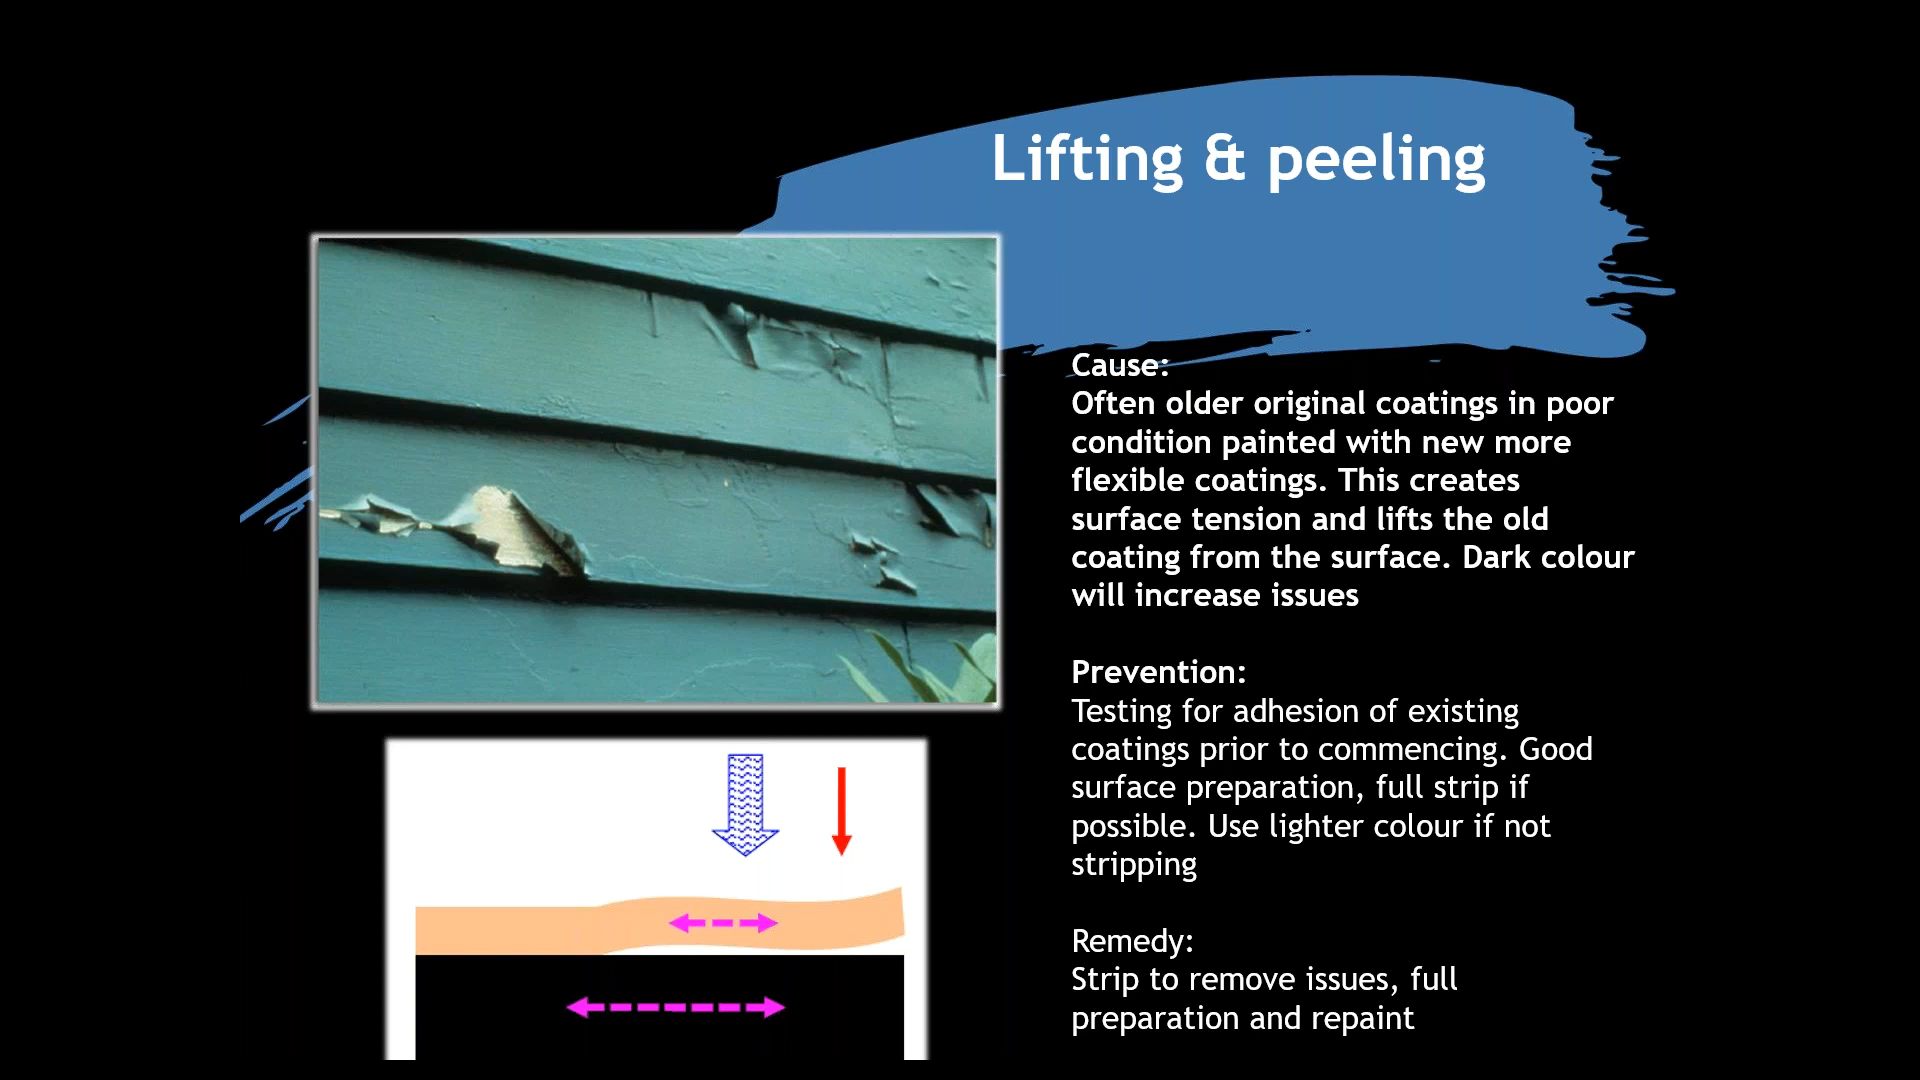 Lifting & peeling
Cause:
Often older original coatings in poor
condition painted with new more
flexible coatings. This creates
surface tension and lifts the old
coating from the surface. Dark colour
will increase issues
Prevention:
Testing for adhesion of existing
coatings prior to commencing. Good
surface preparation, full strip if
possible. Use lighter colour if not
stripping
Remedy:
Strip to remove issues, full
preparation and repaint